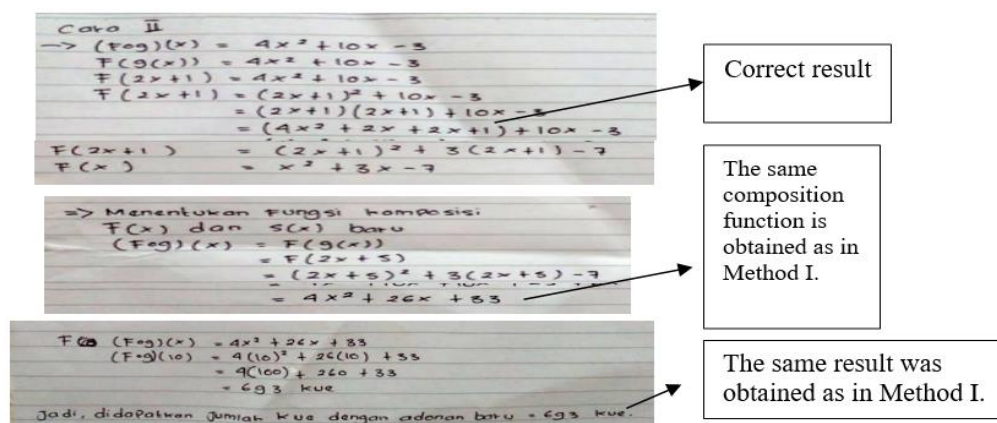 Cara II
-> (Fog)(x) = 4x² + 10x - 3
F(g(x)) = 4x² + 10x - 3
F(2x+1) = 4x² + 10x - 3
F(2x+1) = (2x+1)² + 10x - 3
= (2x+1)(2x+1) + 10x - 3
= (4x² + 2x + 2x+1) + 10x - 3
F(2x+1) = (2x+1)² + 3(2x+1) - 7
F(x) = x² + 3x - 7
Correct result
=> Menentukan Fungsi komposisi
F(x) dan S(x) baru
(Fog)(x) = F(g(x))
= F(2x+5)
= (2x+5)² + 3(2x+5) - 7
= 4x² + 26x + 33
The same
composition
function is
obtained as in
Method I.
(Fog)(x) = 4x² + 26x + 33
(Fog)(10) = 4(10)² + 26(10) + 33
= 4(100) + 260 + 33
= 693 kue
Jadi, didapatkan jumlah kue dengan adonan baru = 693 kue.
The same result was
obtained as in Method I.